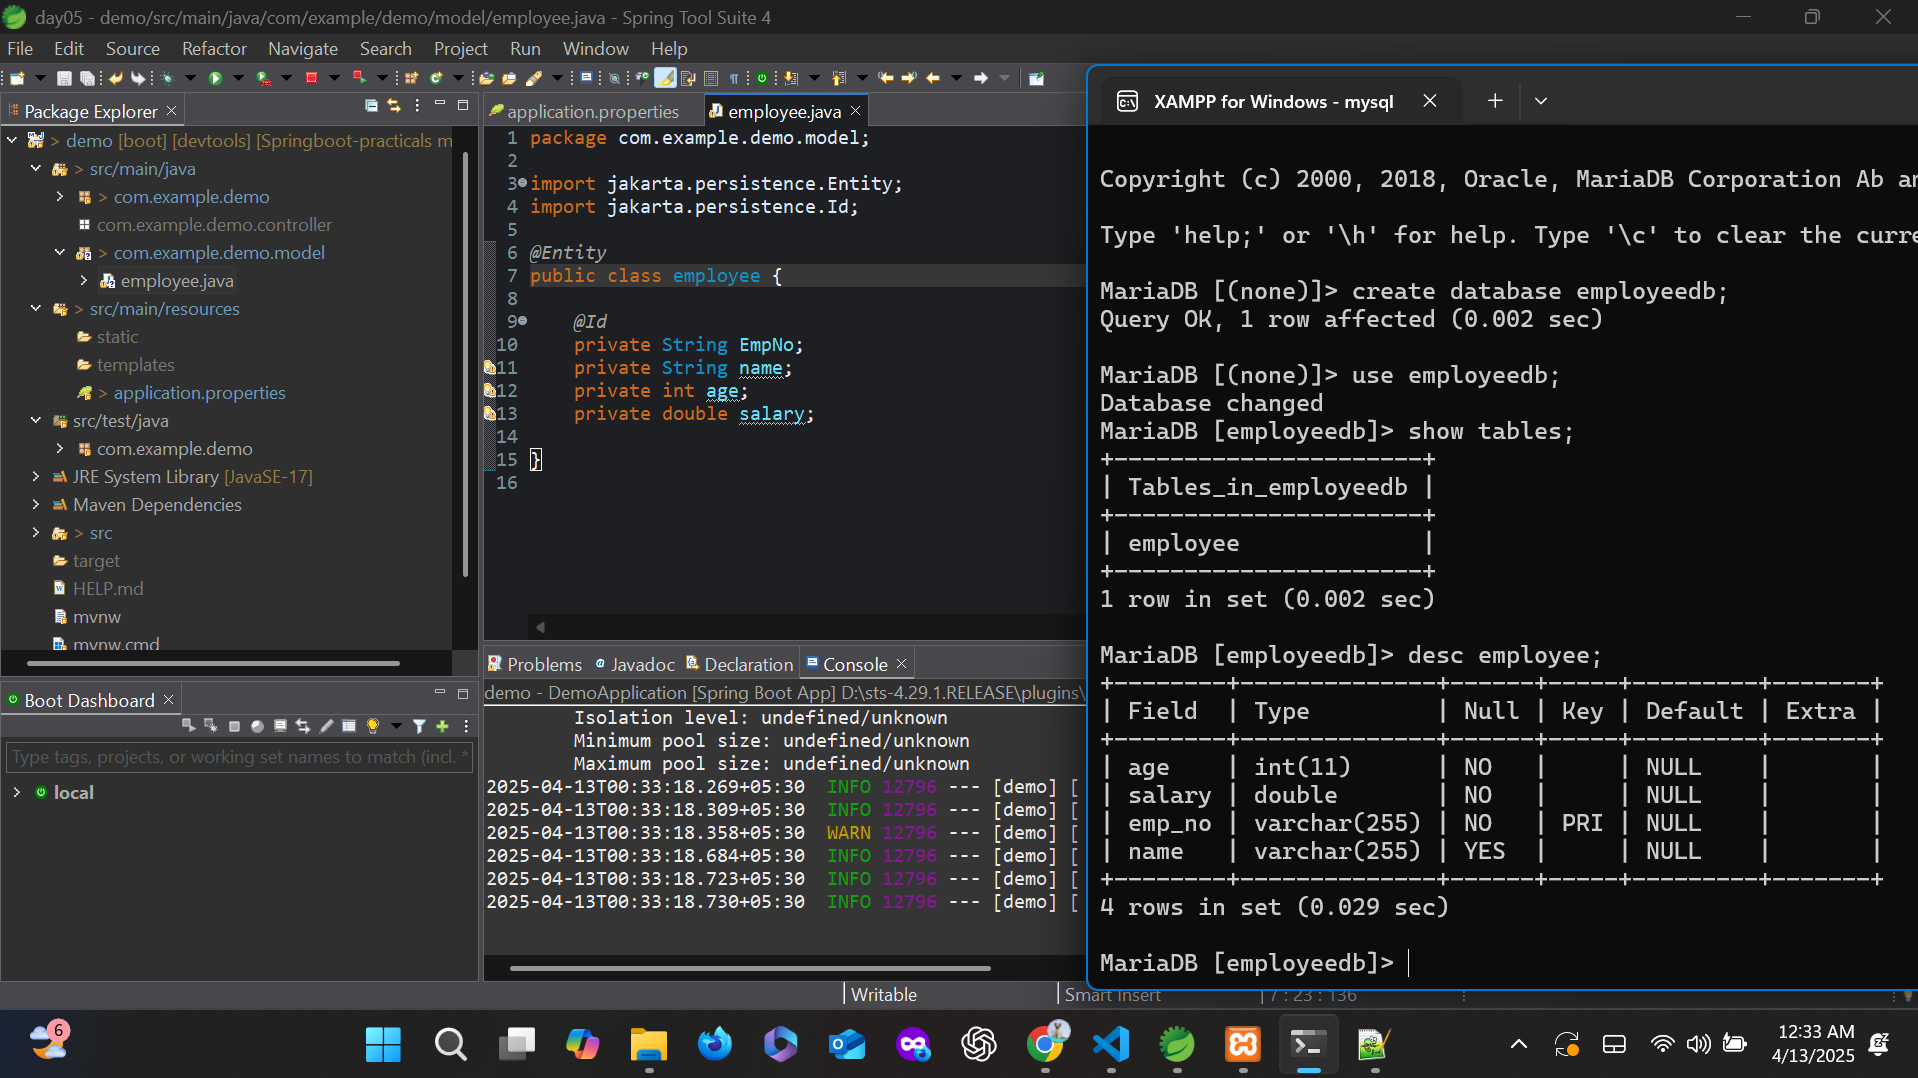 day05 - demo/src/main/java/com/example/demo/model/employee.java - Spring Tool Suite 4
File Edit Source Refactor Navigate Search Project Run Window Help
Package Explorer
demo [boot] [devtools] [Springboot-practicals m
> src/main/java
> com.example.demo
com.example.demo.controller
> com.example.demo.model
employee.java
> src/main/resources
static
templates
> application.properties
src/test/java
com.example.demo
JRE System Library [JavaSE-17]
Maven Dependencies
> src
target
HELP.md
mvnw
mvnw.cmd
Boot Dashboard
Type tags, projects, or working set names to match (incl. *
local
application.properties
employee.java
1 package com.example.demo.model;
2
3 import jakarta.persistence.Entity;
4 import jakarta.persistence.Id;
5
6 @Entity
7 public class employee {
8
9 @Id
10 private String EmpNo;
11 private String name;
12 private int age;
13 private double salary;
14
15 }
16
Problems Javadoc Declaration Console
demo - DemoApplication [Spring Boot App] D:\sts-4.29.1.RELEASE\plugins\
Isolation level: undefined/unknown
Minimum pool size: undefined/unknown
Maximum pool size: undefined/unknown
2025-04-13T00:33:18.269+05:30 INFO 12796 --- [demo] [
2025-04-13T00:33:18.309+05:30 INFO 12796 --- [demo] [
2025-04-13T00:33:18.358+05:30 WARN 12796 --- [demo] [
2025-04-13T00:33:18.684+05:30 INFO 12796 --- [demo] [
2025-04-13T00:33:18.723+05:30 INFO 12796 --- [demo] [
2025-04-13T00:33:18.730+05:30 INFO 12796 --- [demo] [
Writable
Smart Insert
7 : 23 : 136
XAMPP for Windows - mysql
Copyright (c) 2000, 2018, Oracle, MariaDB Corporation Ab an
Type 'help;' or '\h' for help. Type '\c' to clear the curre
MariaDB [(none)]> create database employeedb;
Query OK, 1 row affected (0.002 sec)
MariaDB [(none)]> use employeedb;
Database changed
MariaDB [employeedb]> show tables;
+----------------------+
| Tables_in_employeedb |
+----------------------+
| employee |
+----------------------+
1 row in set (0.002 sec)
MariaDB [employeedb]> desc employee;
+--------+--------------+------+-----+---------+-------+
| Field | Type | Null | Key | Default | Extra |
+--------+--------------+------+-----+---------+-------+
| age | int(11) | NO | | NULL | |
| salary | double | NO | | NULL | |
| emp_no | varchar(255) | NO | PRI | NULL | |
| name | varchar(255) | YES | | NULL | |
+--------+--------------+------+-----+---------+-------+
4 rows in set (0.029 sec)
MariaDB [employeedb]>
6
12:33 AM
4/13/2025